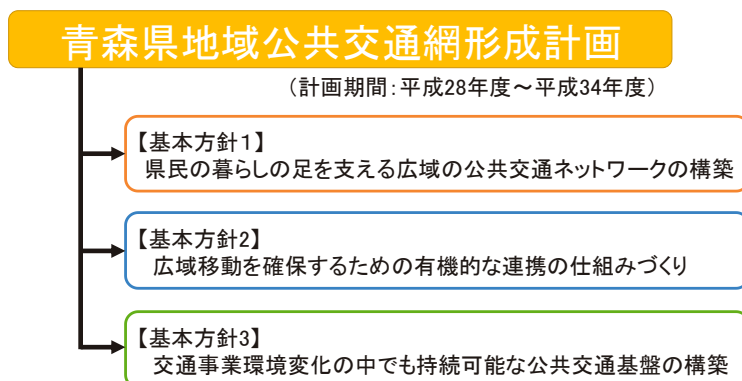 青森県地域公共交通網形成計画
（計画期間：平成28年度～平成34年度）
【基本方針１】
県民の暮らしの足を支える広域の公共交通ネットワークの構築
【基本方針2】
広域移動を確保するための有機的な連携の仕組みづくり
【基本方針3】
交通事業環境変化の中でも持続可能な公共交通基盤の構築